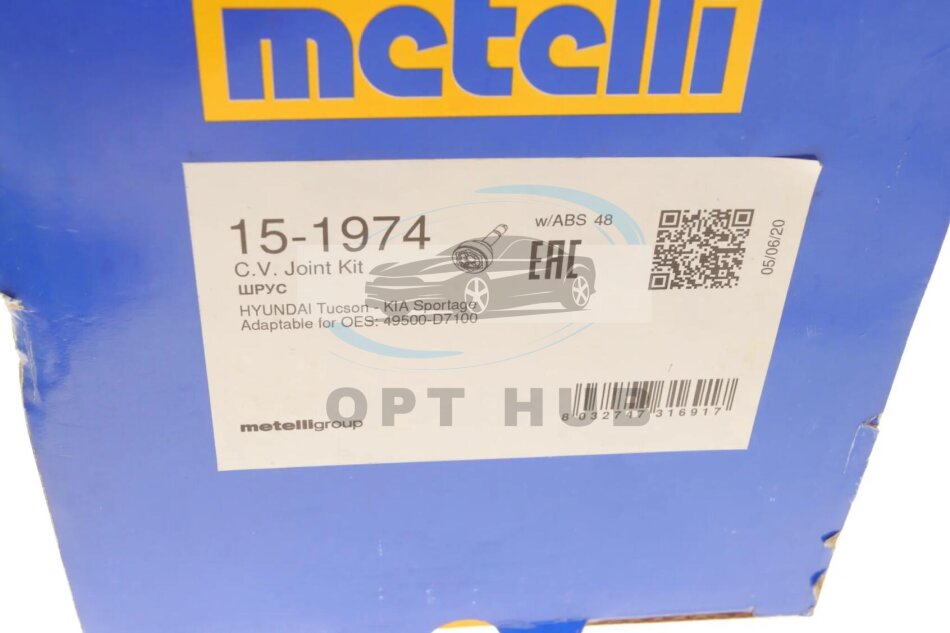 metelli
15-1974
w/ABS 48
EAC
05/06/20
C.V. Joint Kit
ШРУС
HYUNDAI Tucson - KIA Sportage
Adaptable for OES: 49500-D7100
OPT HUB
metelligroup
8 032747 316917